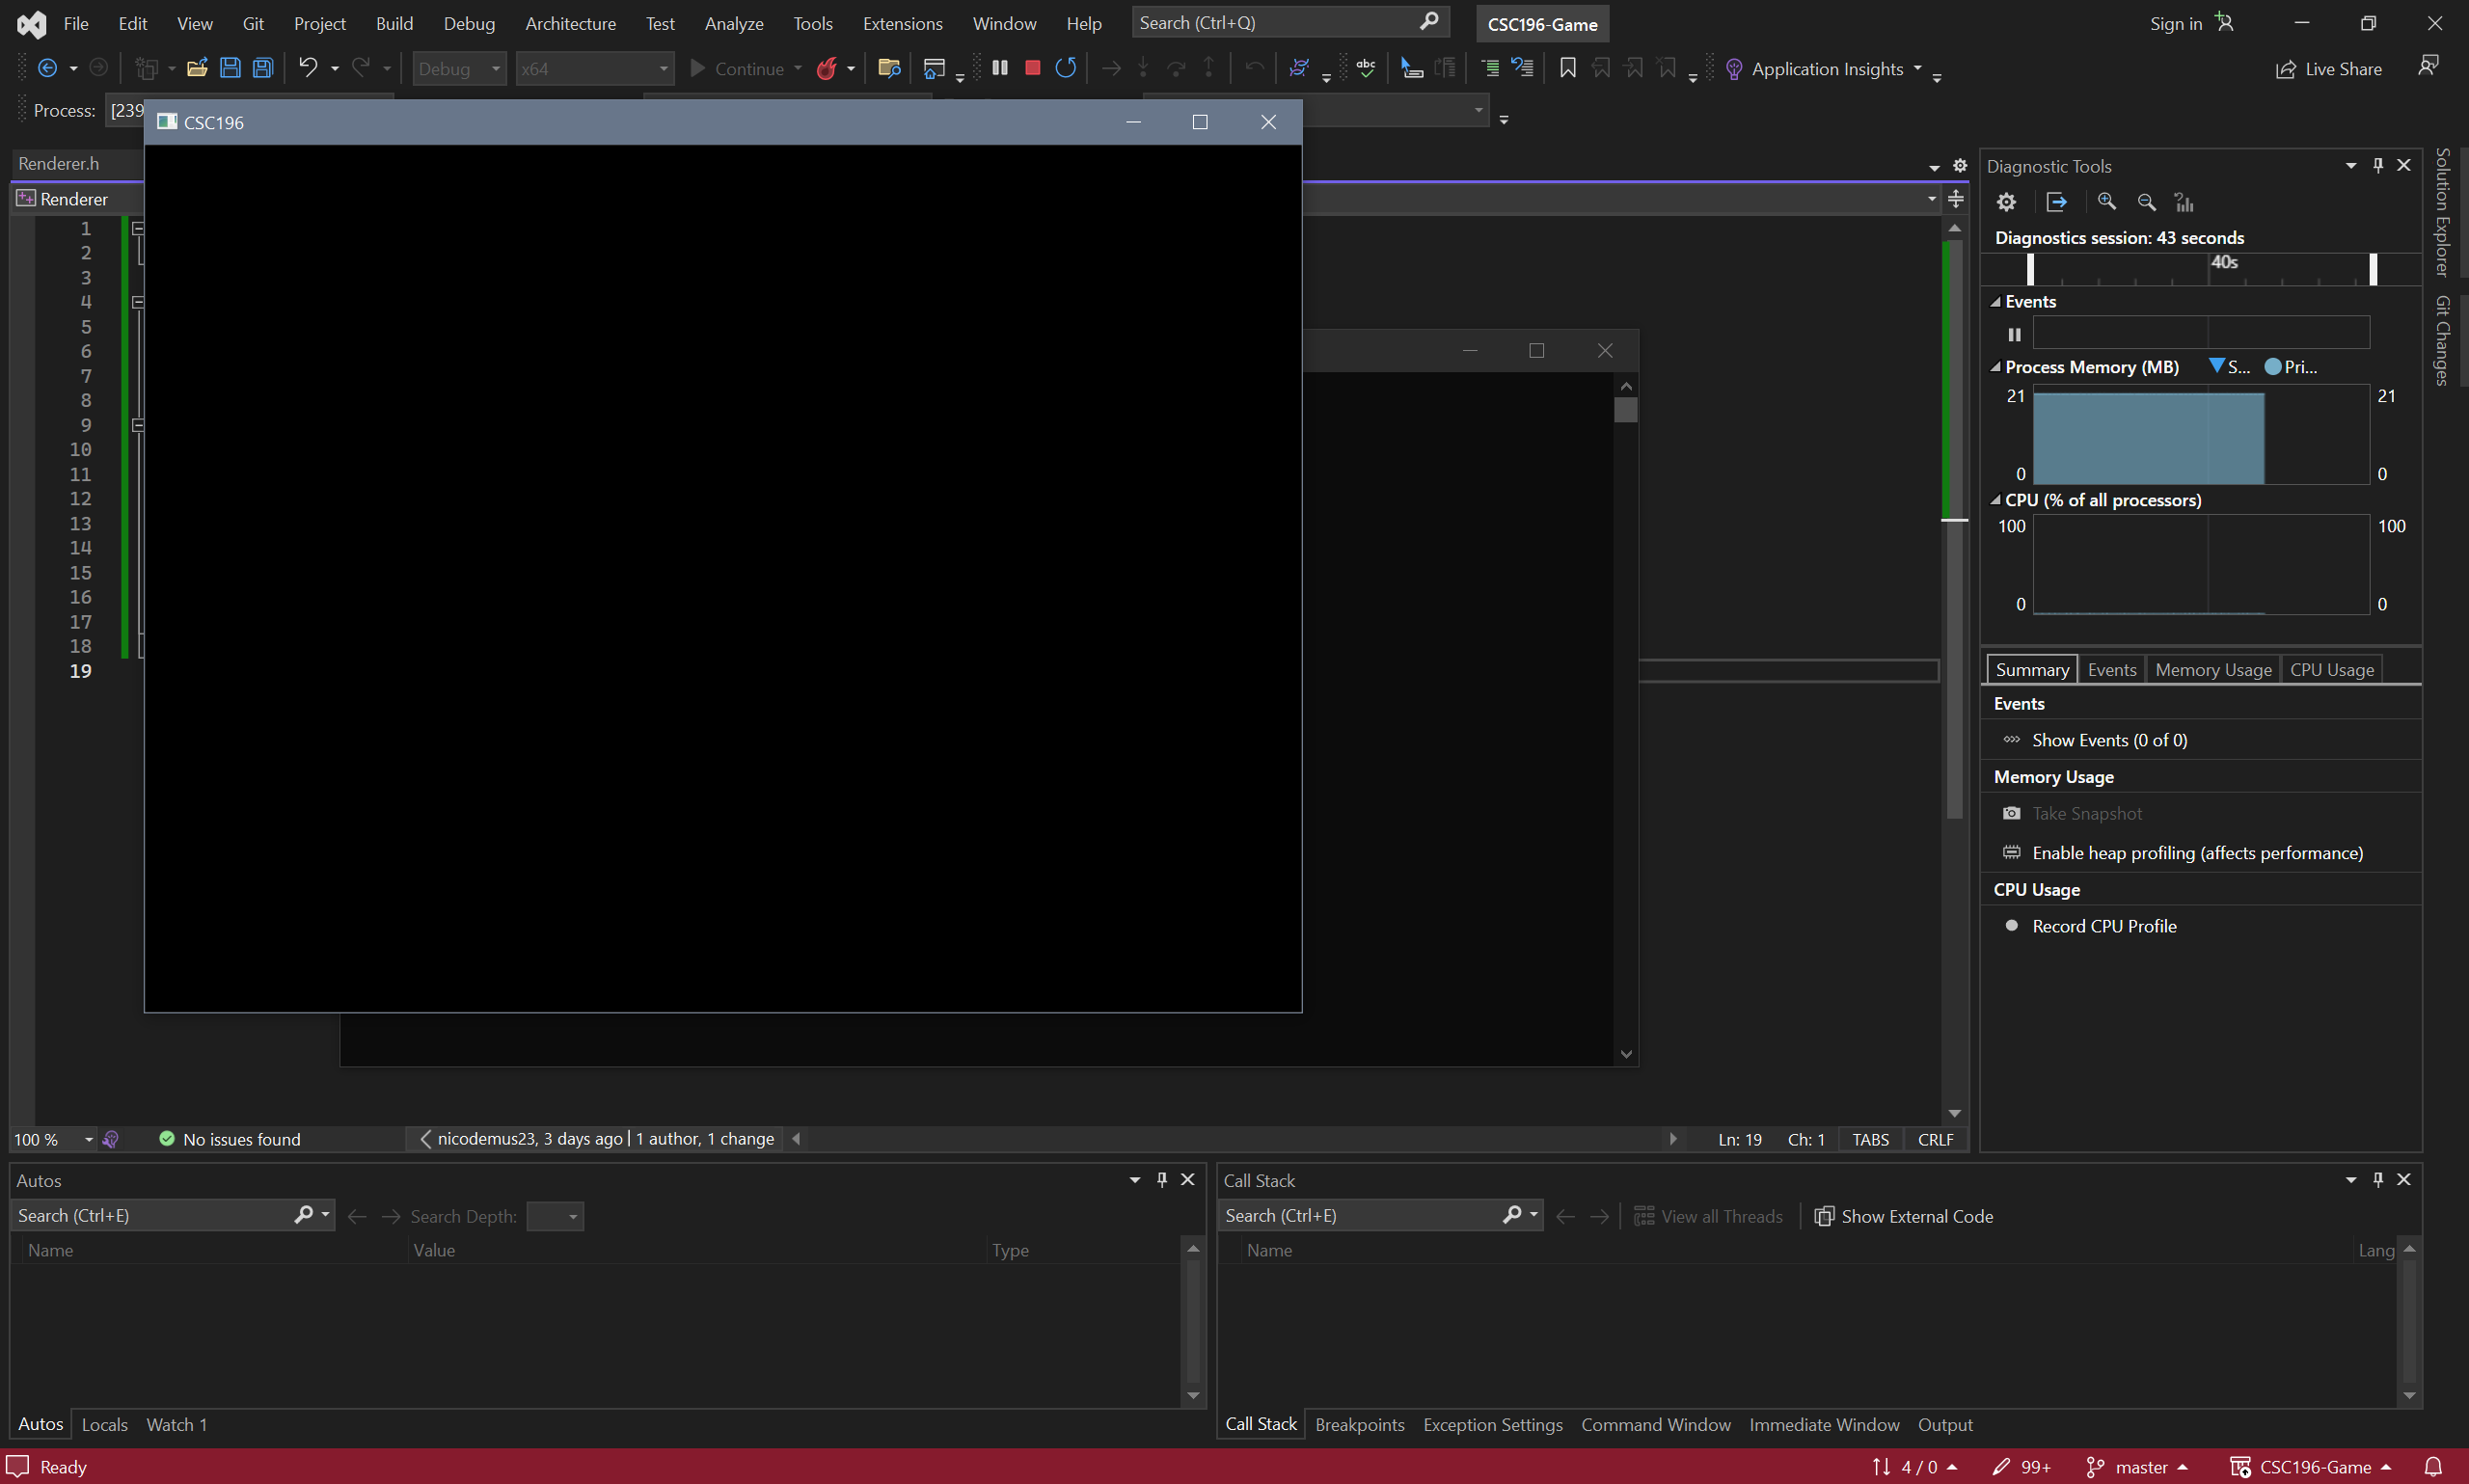 File Edit View Git Project Build Debug Architecture Test Analyze Tools Extensions Window Help Search (Ctrl+Q) CSC196-Game Sign in
Debug x64 Continue abc Application Insights Live Share
Process: [239
CSC196
Renderer.h
Renderer
1
2
3
4
5
6
7
8
9
10
11
12
13
14
15
16
17
18
19
100 % No issues found nicodemus23, 3 days ago | 1 author, 1 change Ln: 19 Ch: 1 TABS CRLF
Diagnostic Tools
Diagnostics session: 43 seconds
40s
Events
Process Memory (MB) S... Pri...
21 21
0 0
CPU (% of all processors)
100 100
0 0
Summary Events Memory Usage CPU Usage
Events
Show Events (0 of 0)
Memory Usage
Take Snapshot
Enable heap profiling (affects performance)
CPU Usage
Record CPU Profile
Solution Explorer
Git Changes
Autos
Search (Ctrl+E) Search Depth:
Name Value Type
Autos Locals Watch 1
Call Stack
Search (Ctrl+E) View all Threads Show External Code
Name Lang
Call Stack Breakpoints Exception Settings Command Window Immediate Window Output
Ready 4 / 0 99+ master CSC196-Game